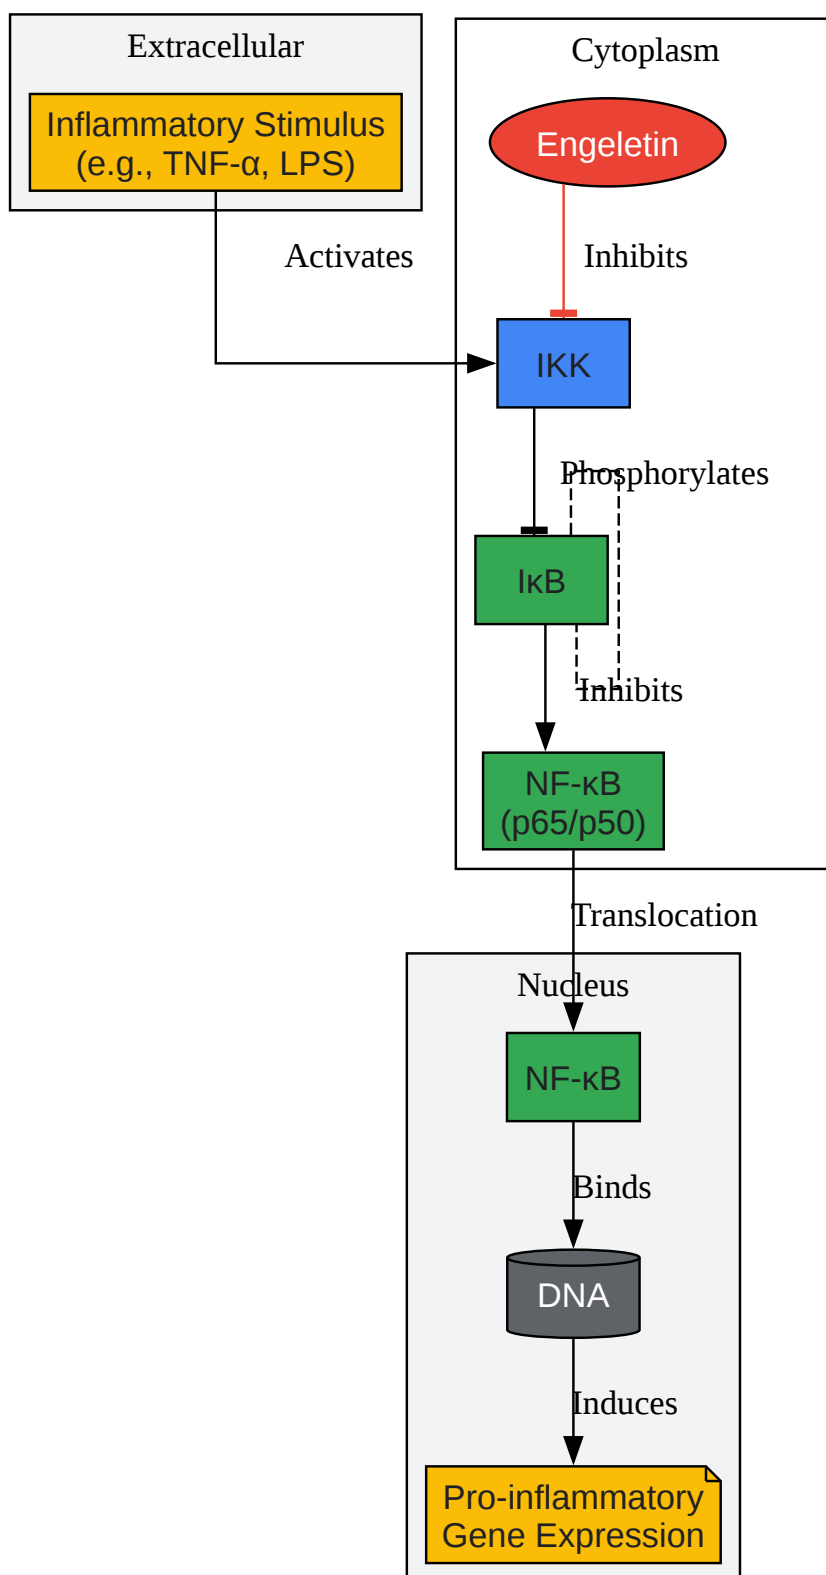 Extracellular
Cytoplasm
Inflammatory Stimulus
(e.g., TNF-α, LPS)
Engeletin
Activates
Inhibits
IKK
Phosphorylates
IκB
Inhibits
NF-κB
(p65/p50)
Translocation
Nucleus
NF-κB
Binds
DNA
Induces
Pro-inflammatory
Gene Expression